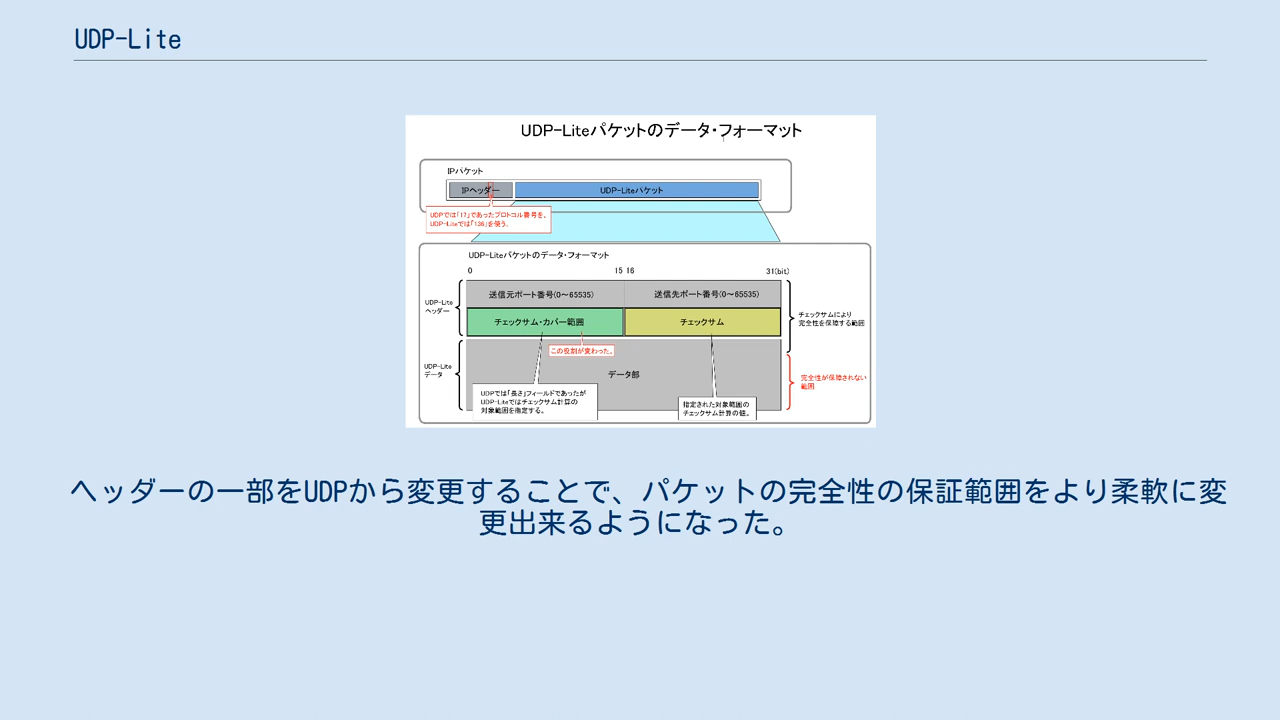 UDP-Lite
UDP-Liteパケットのデータ・フォーマット
IPパケット
IPヘッダー
UDP-Liteパケット
UDPでは「17」であったプロトコル番号を、
UDP-Liteでは「136」を使う。
UDP-Liteパケットのデータ・フォーマット
0
15 16
31(bit)
UDP-Lite
ヘッダー
送信元ポート番号(0～65535)
送信先ポート番号(0～65535)
チェックサム・カバー範囲
チェックサム
チェックサムにより
完全性を保障する範囲
この役割が変わった。
UDP-Lite
データ
データ部
完全性が保障されない
範囲
UDPでは「長さ」フィールドであったが
UDP-Liteではチェックサム計算の
対象範囲を指定する。
指定された対象範囲の
チェックサム計算の値。
ヘッダーの一部をUDPから変更することで、パケットの完全性の保証範囲をより柔軟に変
更出来るようになった。